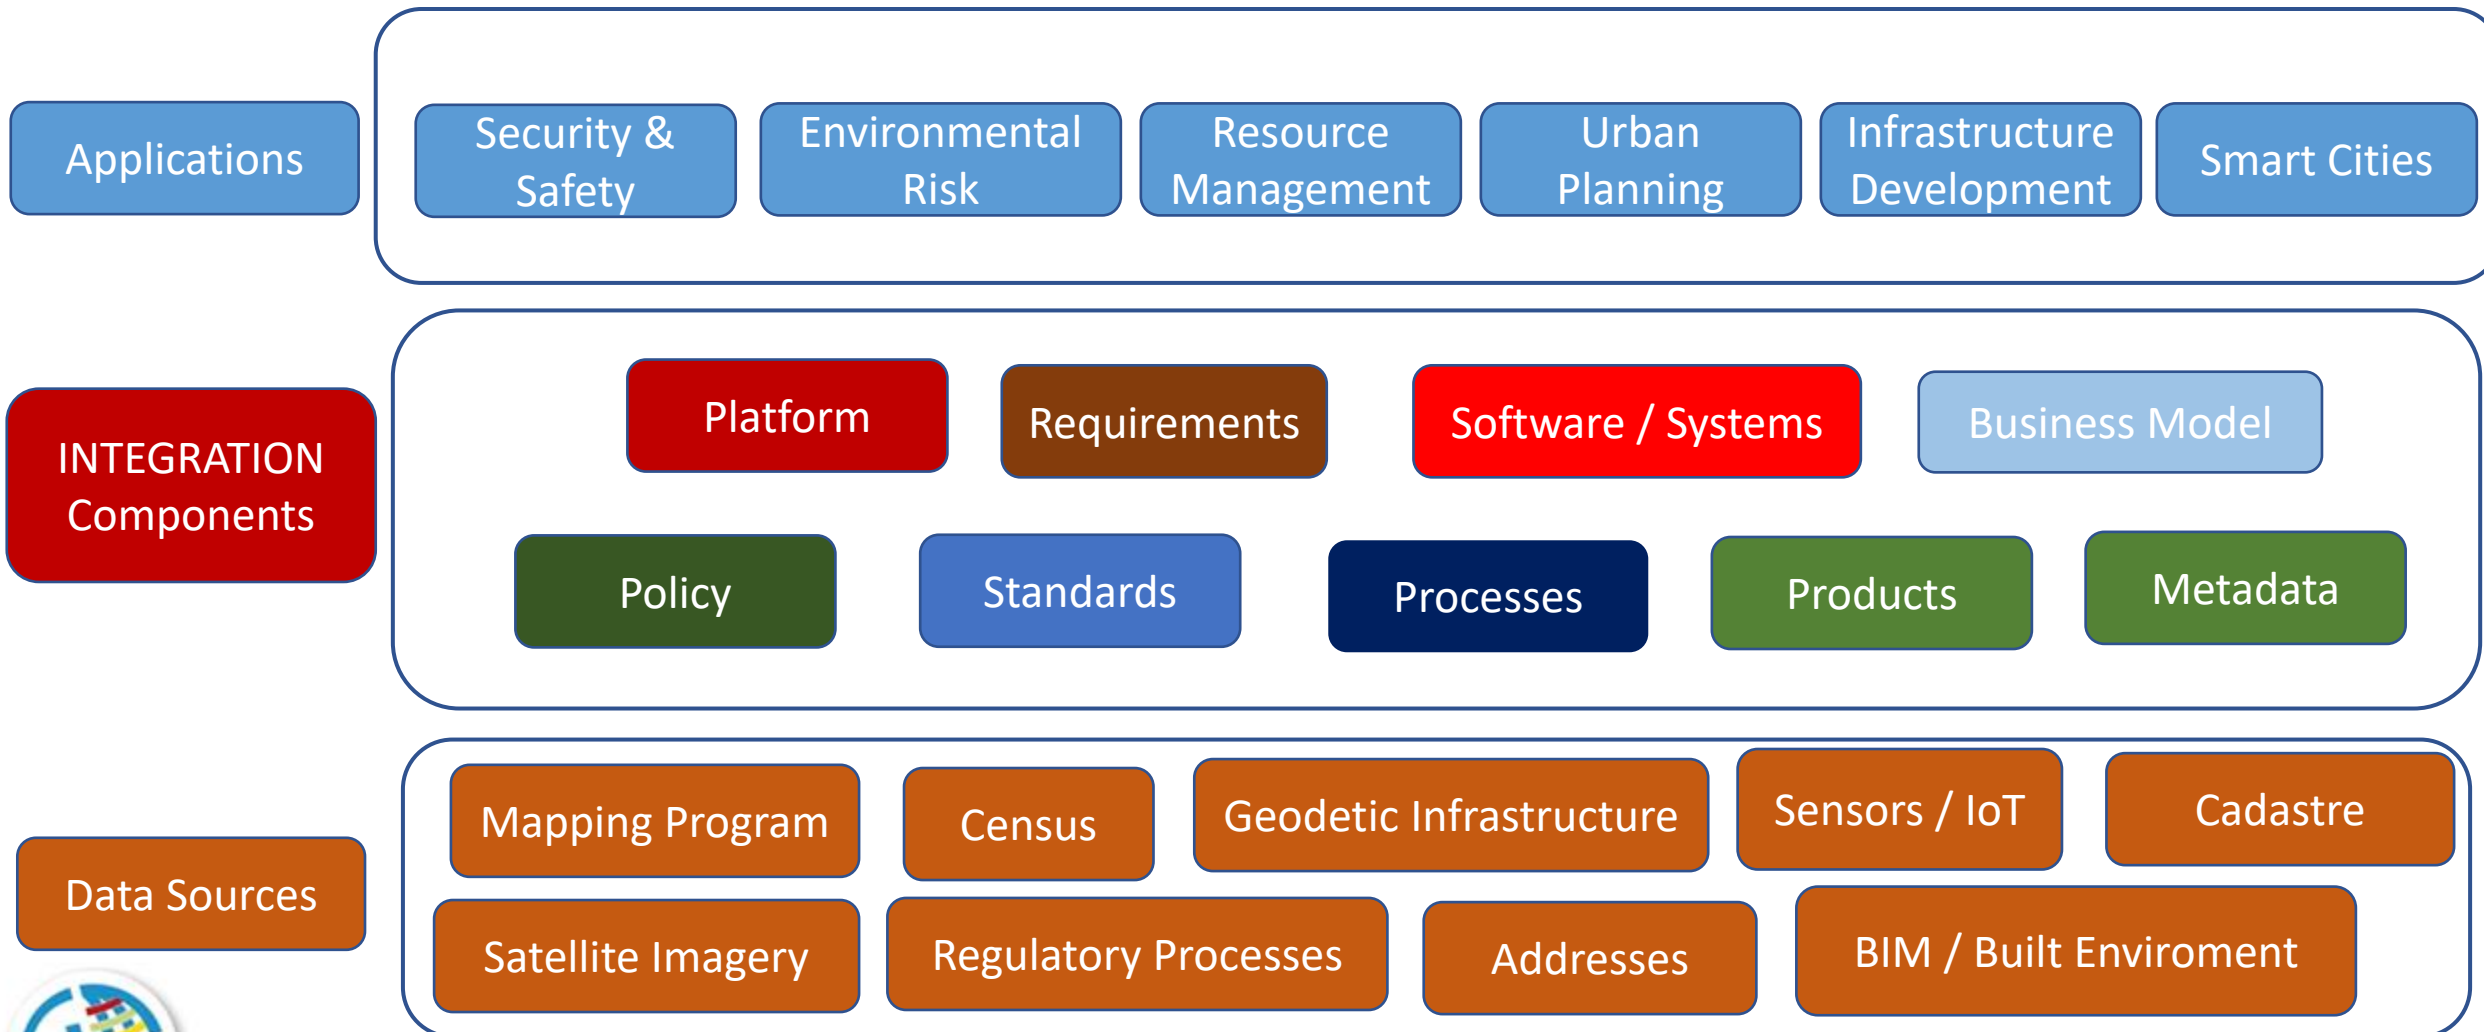 Applications
Security &
Safety
Environmental
Risk
Resource
Management
Urban
Planning
Infrastructure
Development
Smart Cities
INTEGRATION
Components
Platform
Requirements
Software / Systems
Business Model
Policy
Standards
Processes
Products
Metadata
Data Sources
Mapping Program
Census
Geodetic Infrastructure
Sensors / IoT
Cadastre
Satellite Imagery
Regulatory Processes
Addresses
BIM / Built Enviroment